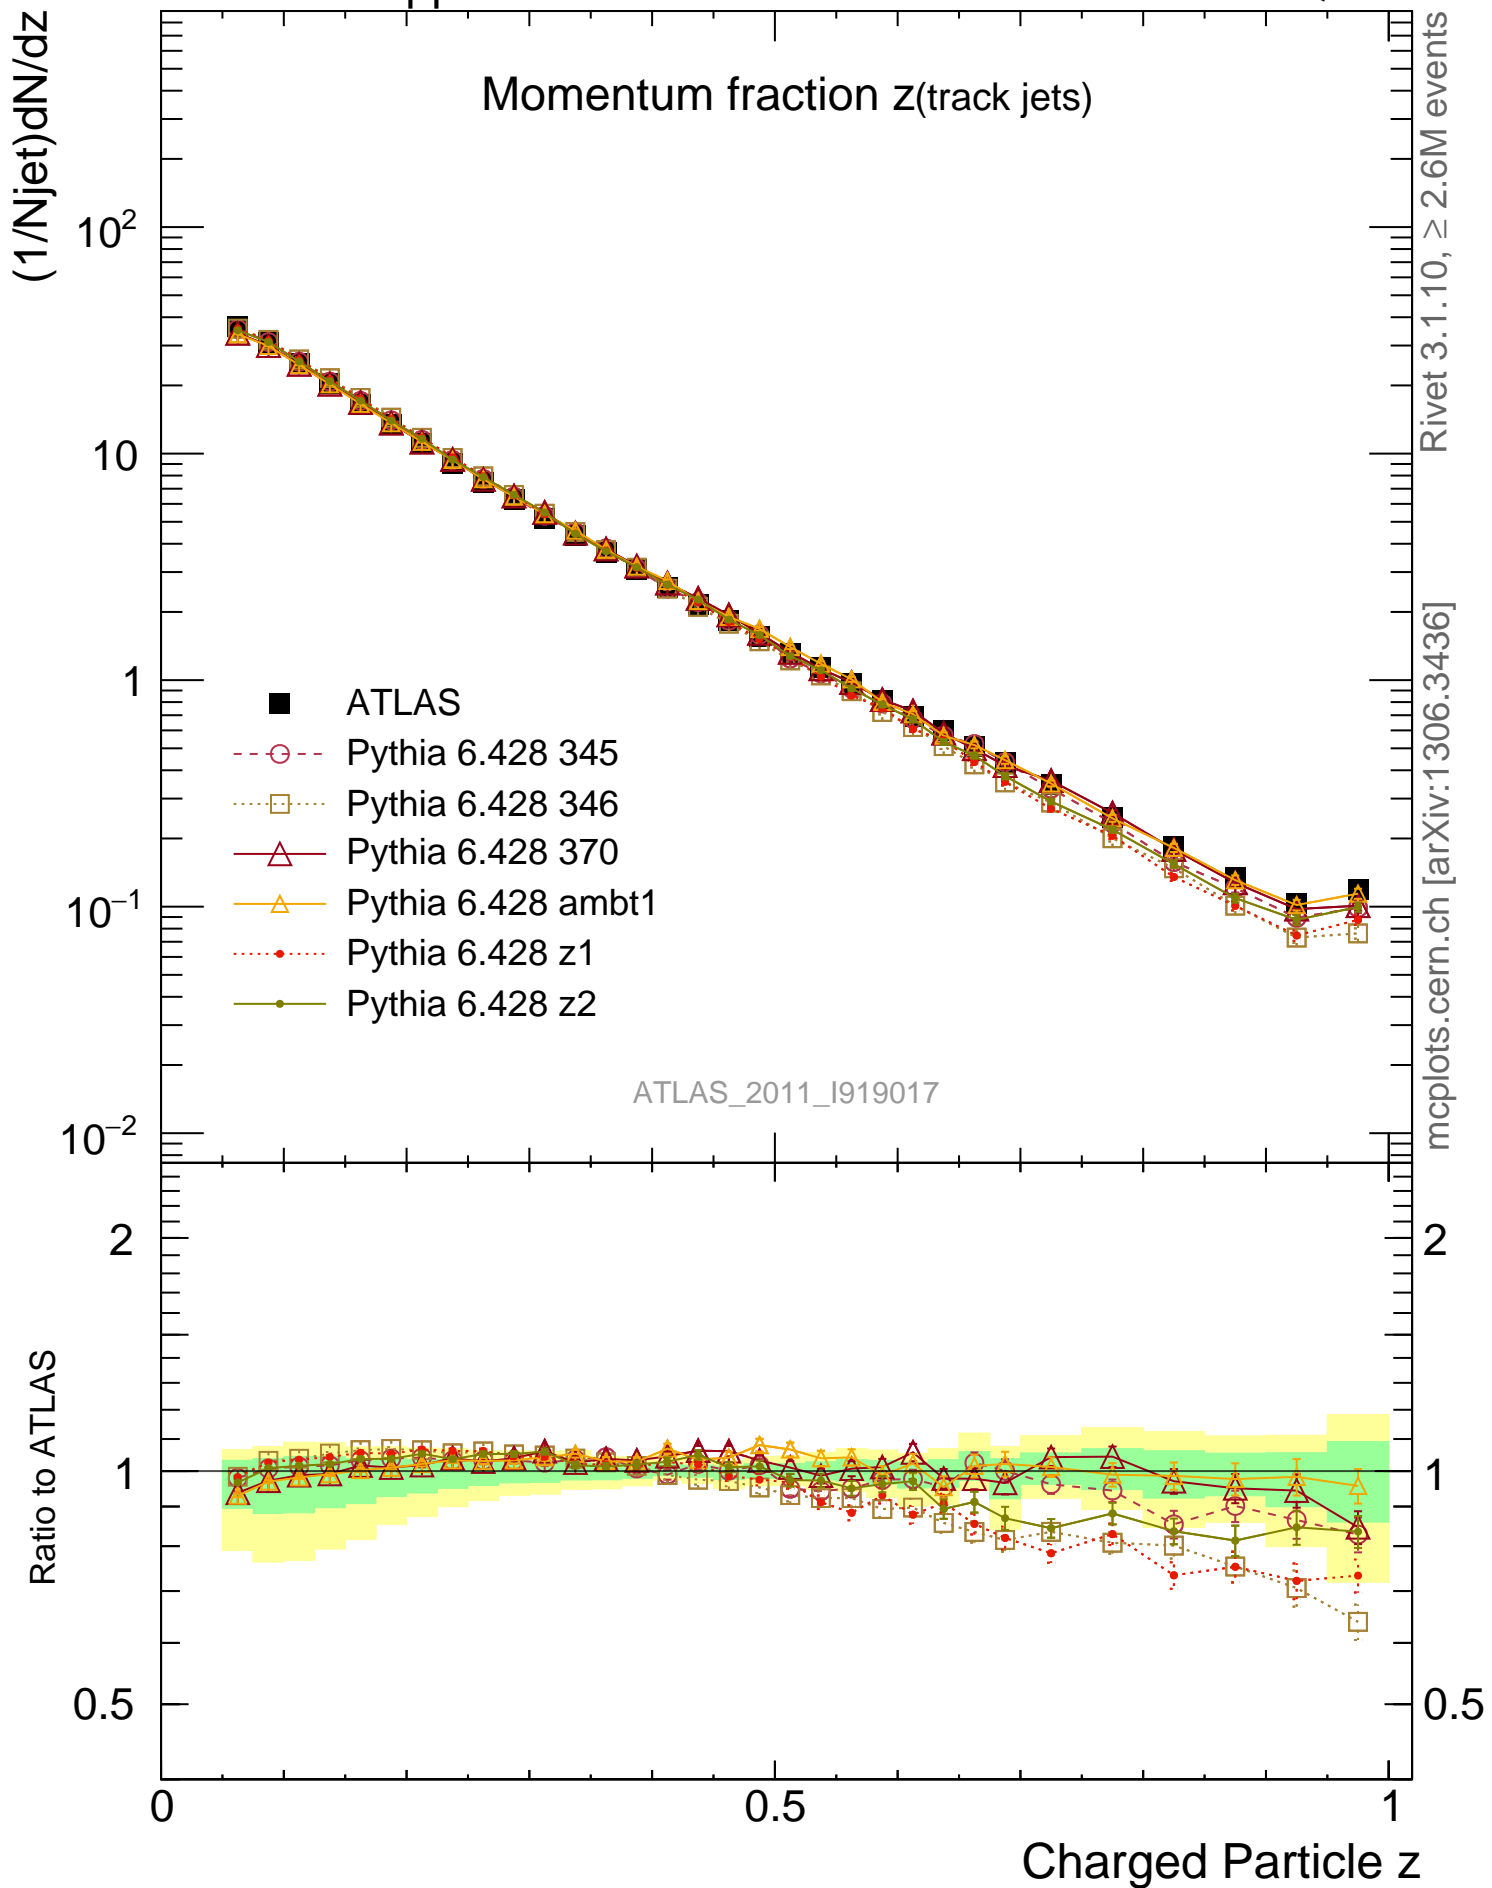 Momentum fraction z(track jets)
(1/Njet)dN/dz
10²
10
1
10⁻¹
10⁻²
ATLAS
Pythia 6.428 345
Pythia 6.428 346
Pythia 6.428 370
Pythia 6.428 ambt1
Pythia 6.428 z1
Pythia 6.428 z2
ATLAS_2011_I919017
Rivet 3.1.10, ≥ 2.6M events
mcplots.cern.ch [arXiv:1306.3436]
Ratio to ATLAS
2
1
0.5
2
1
0.5
0
0.5
1
Charged Particle z